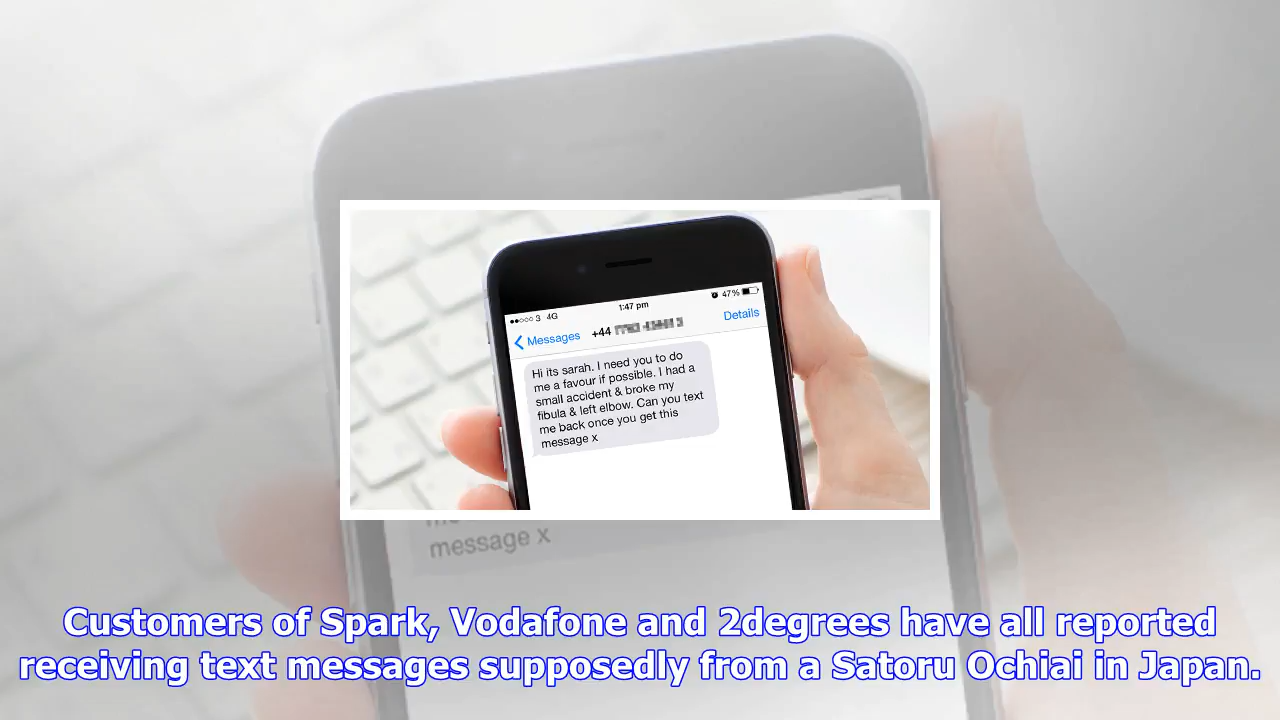 ●●○○○ 3 4G 1:47 pm 47%
Messages +44 Details
Hi its sarah. I need you to do
me a favour if possible. I had a
small accident & broke my
fibula & left elbow. Can you text
me back once you get this
message x
message x
Customers of Spark, Vodafone and 2degrees have all reported
receiving text messages supposedly from a Satoru Ochiai in Japan.